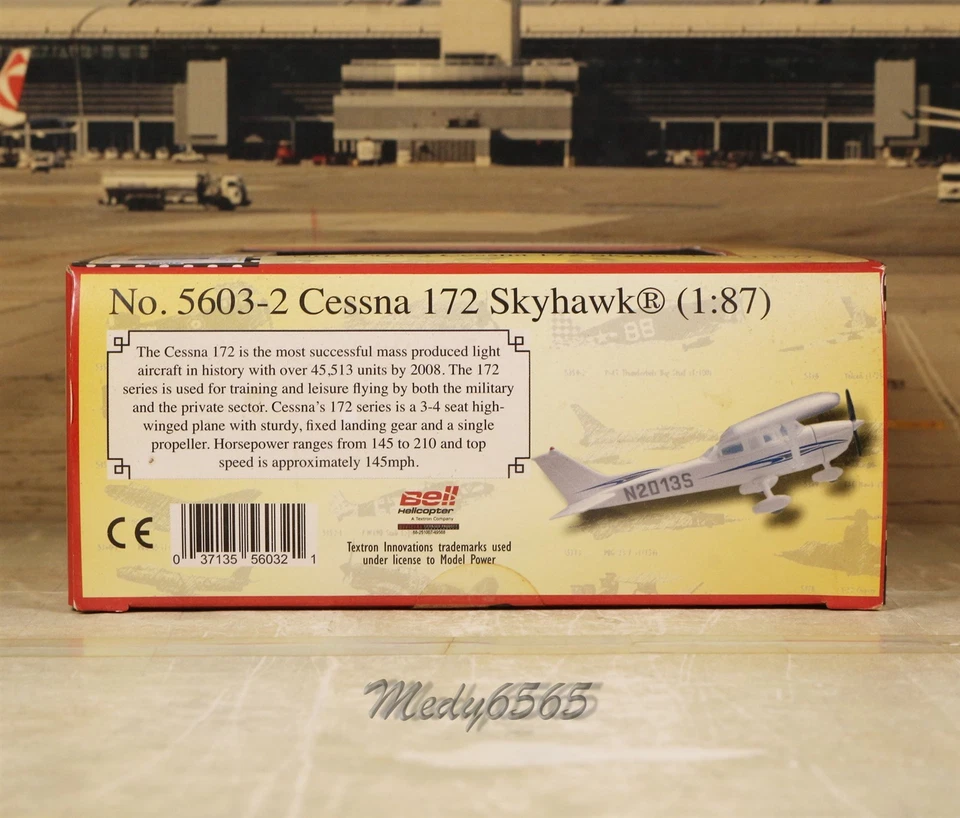 No. 5603-2 Cessna 172 Skyhawk® (1:87)
The Cessna 172 is the most successful mass produced light
aircraft in history with over 45,513 units by 2008. The 172
series is used for training and leisure flying by both the military
and the private sector. Cessna's 172 series is a 3-4 seat high-
winged plane with sturdy, fixed landing gear and a single
propeller. Horsepower ranges from 145 to 210 and top
speed is approximately 145mph.
N2013S
CE
0 37135 56032 1
Bell
Helicopter
A Textron Company
Textron Innovations trademarks used
under license to Model Power
Medy6565